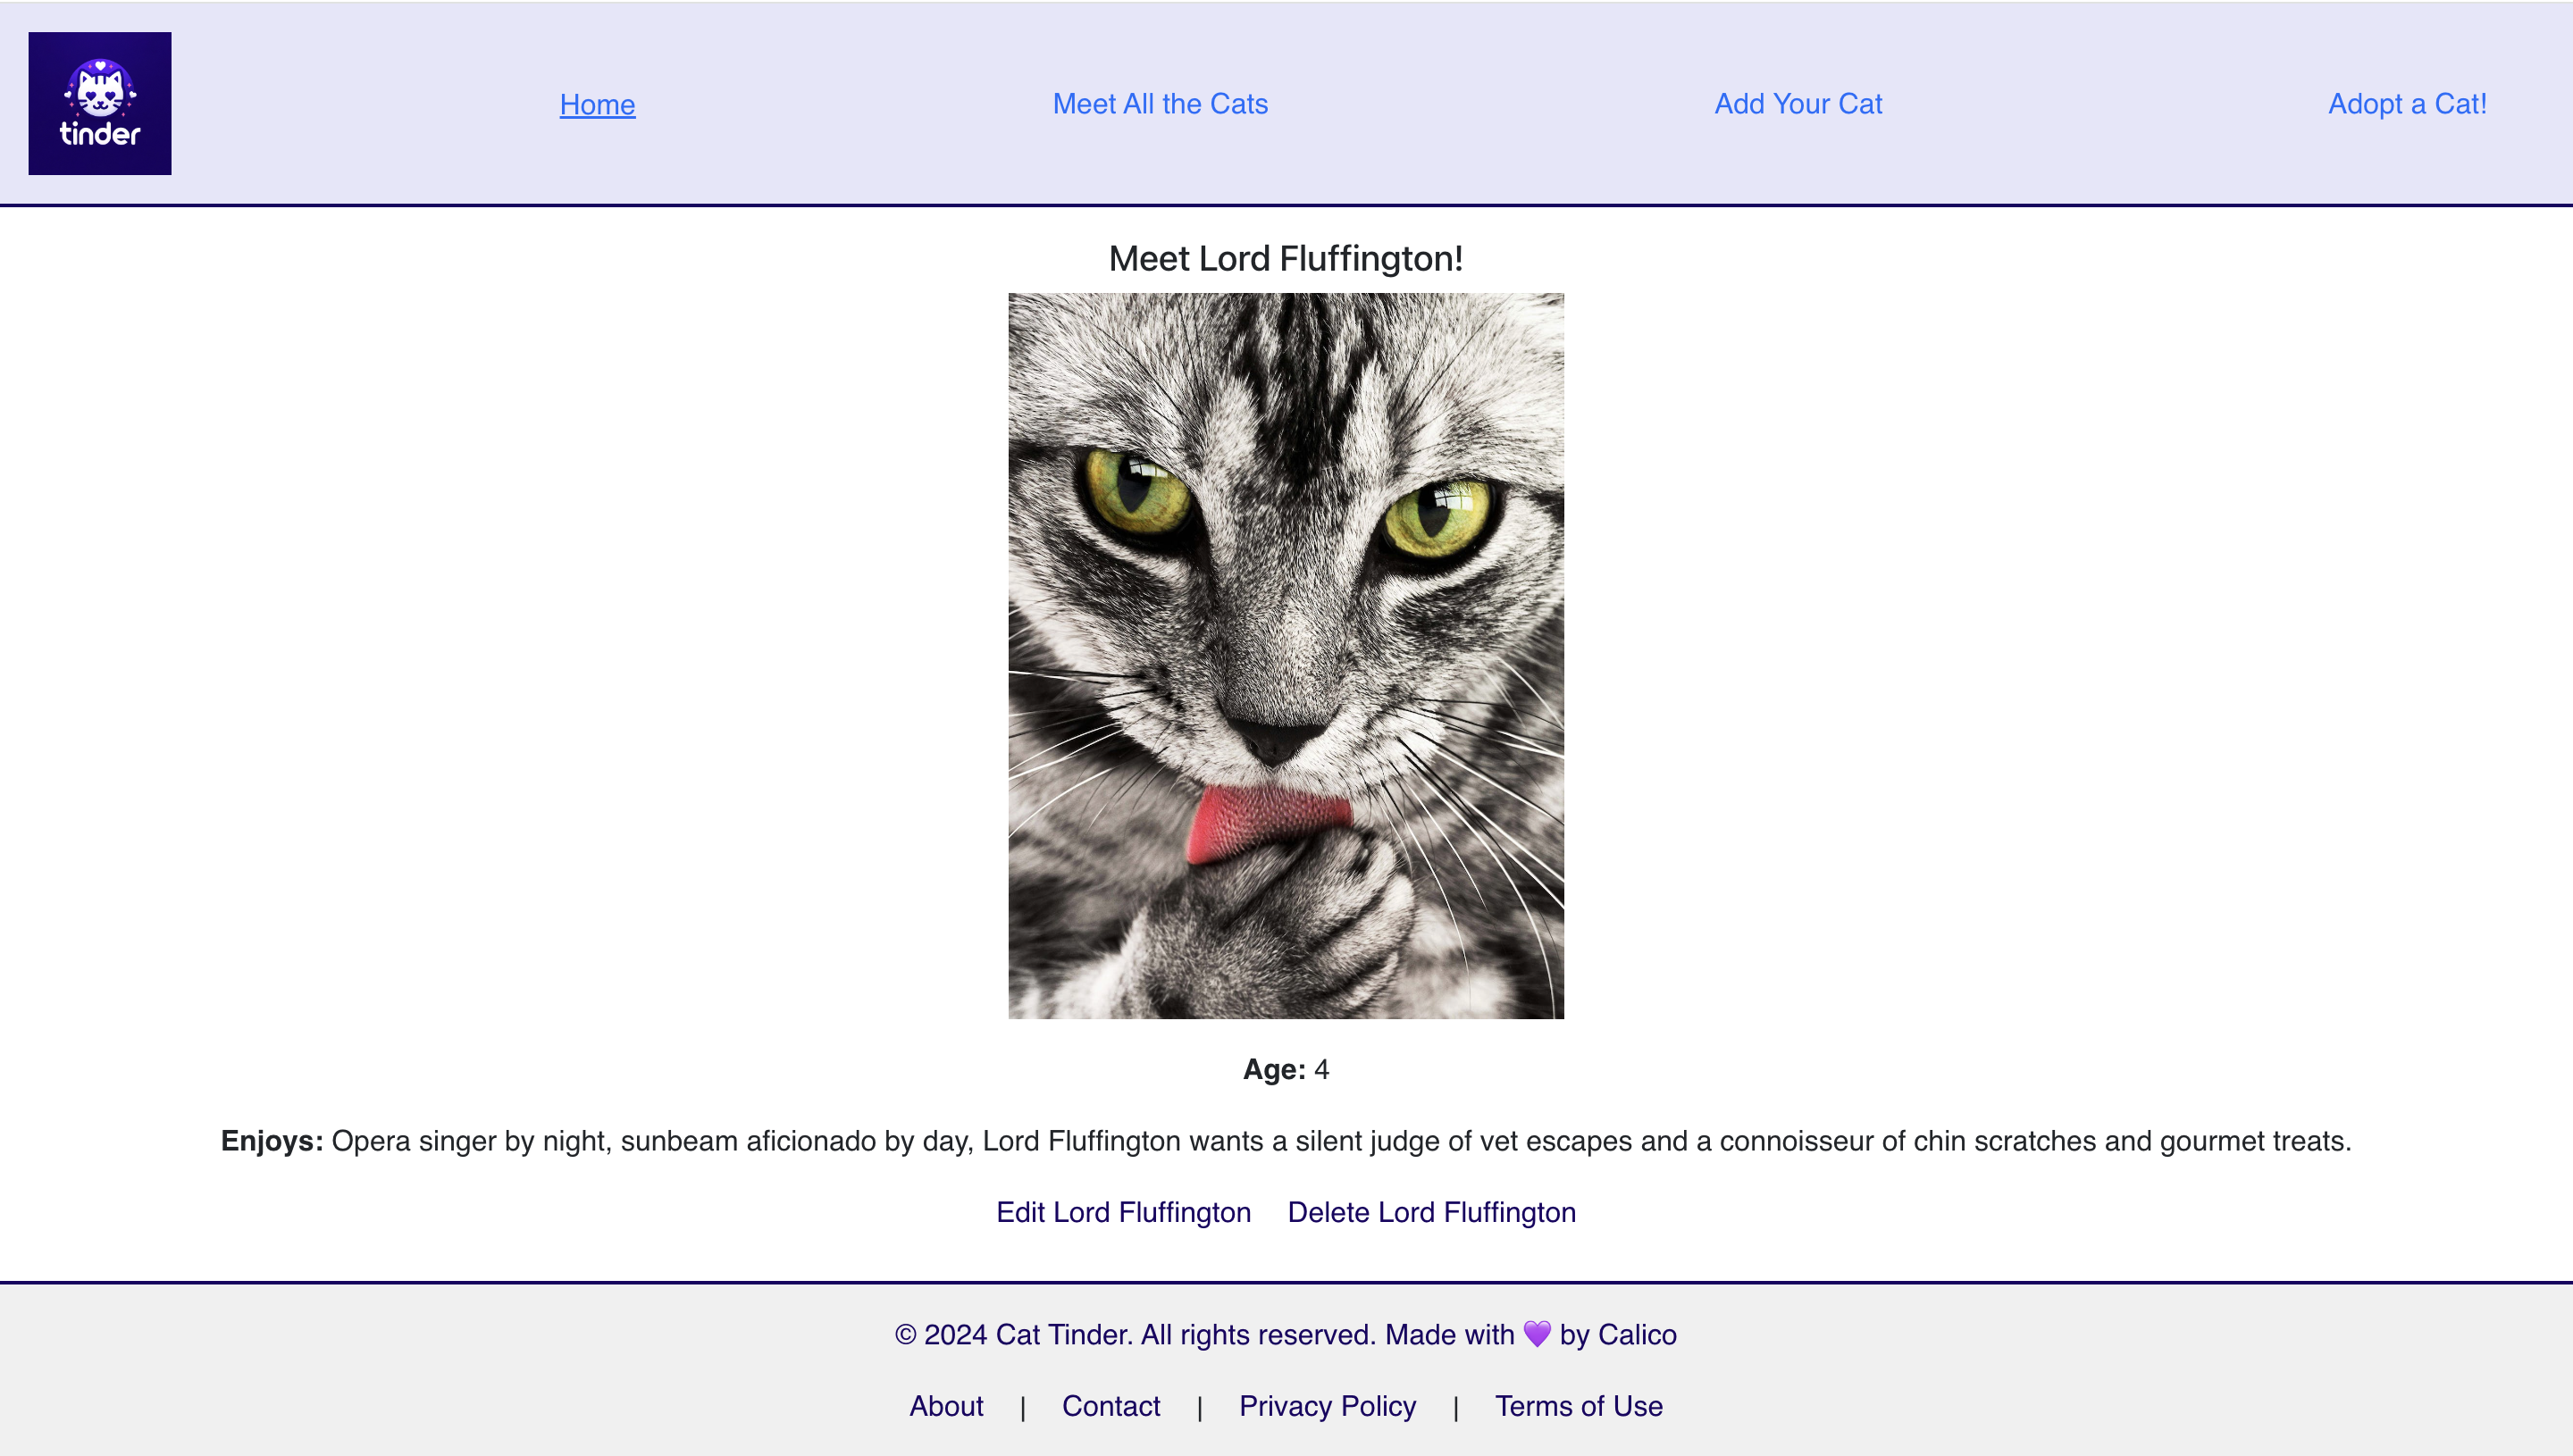 tinder
Home
Meet All the Cats
Add Your Cat
Adopt a Cat!
Meet Lord Fluffington!
Age: 4
Enjoys: Opera singer by night, sunbeam aficionado by day, Lord Fluffington wants a silent judge of vet escapes and a connoisseur of chin scratches and gourmet treats.
Edit Lord Fluffington Delete Lord Fluffington
© 2024 Cat Tinder. All rights reserved. Made with 💜 by Calico
About | Contact | Privacy Policy | Terms of Use